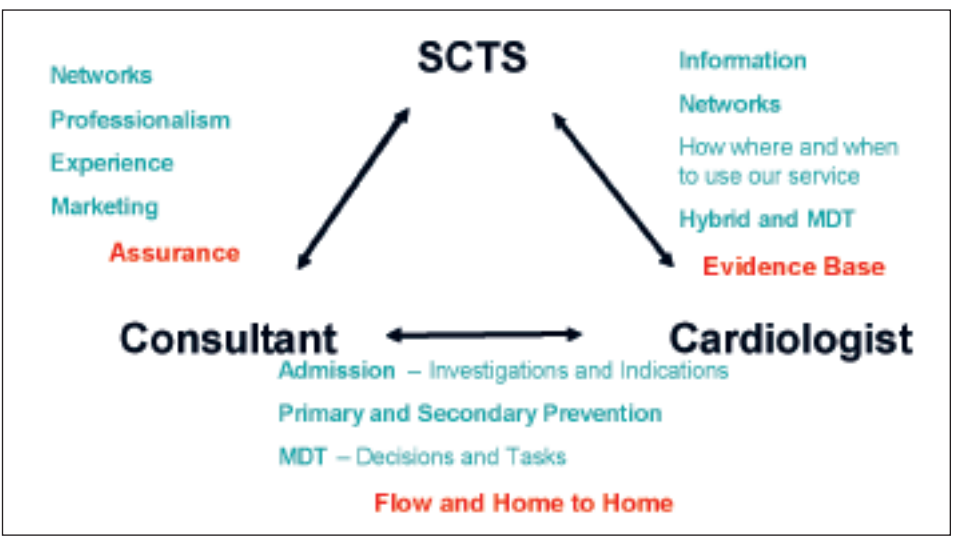 SCTS
Networks
Professionalism
Experience
Marketing
Assurance
Information
Networks
How where and when
to use our service
Hybrid and MDT
Evidence Base
Consultant
Cardiologist
Admission – Investigations and Indications
Primary and Secondary Prevention
MDT – Decisions and Tasks
Flow and Home to Home